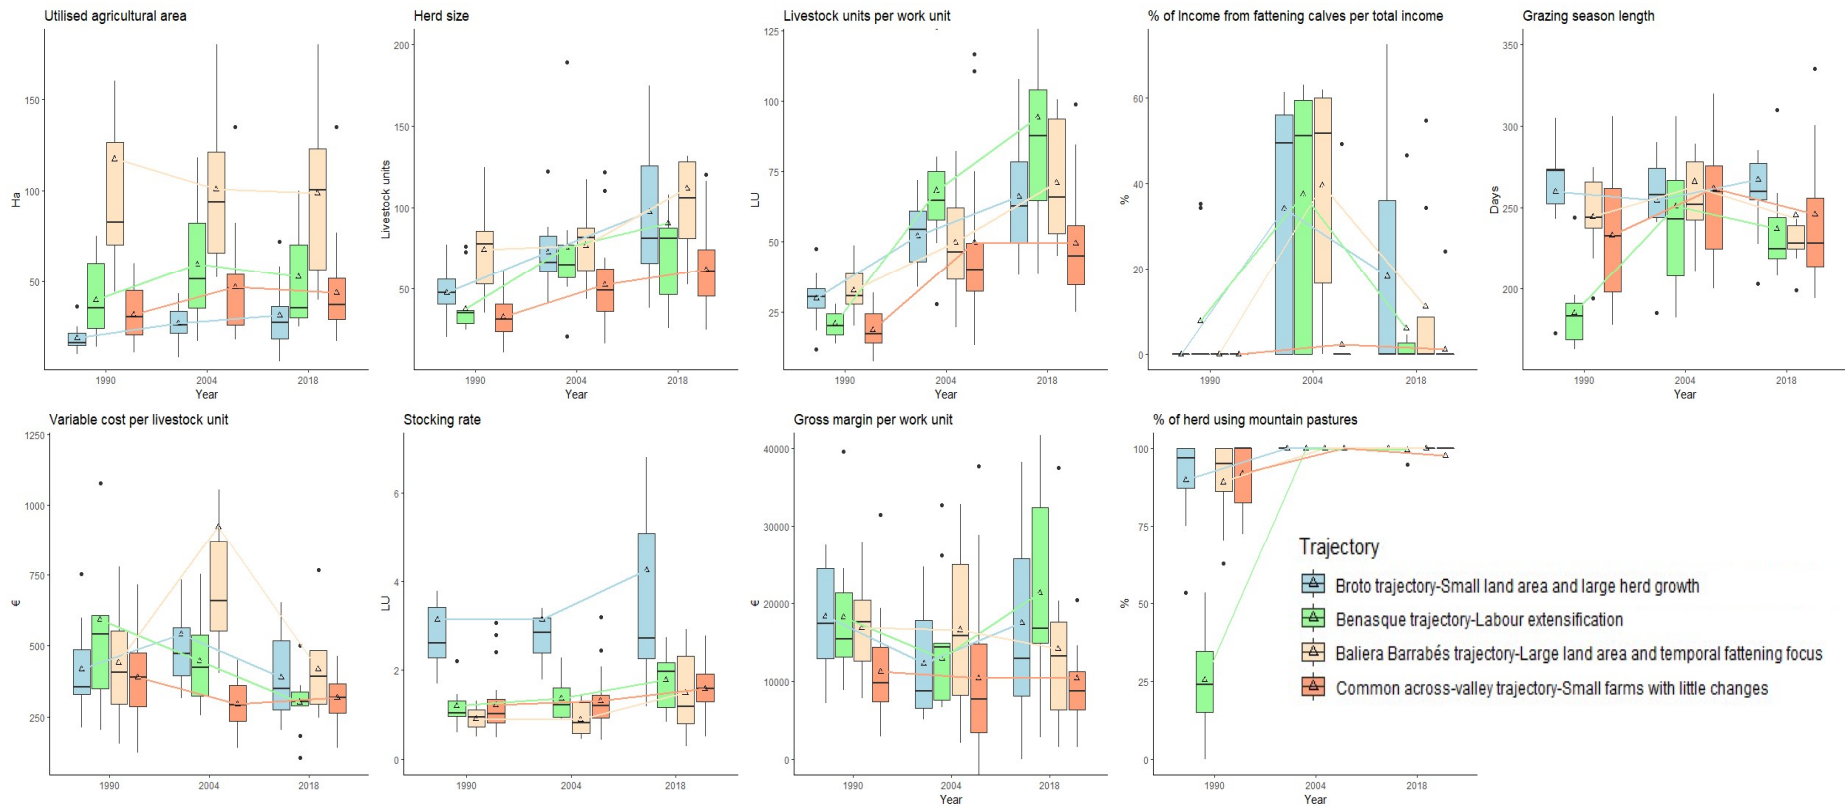 Utilised agricultural area
Ha
150
100
50
1990
2004
2018
Year
Herd size
Livestock units
200
150
100
50
1990
2004
2018
Year
Livestock units per work unit
LU
125
100
75
50
25
1990
2004
2018
Year
% of Income from fattening calves per total income
%
60
40
20
0
1990
2004
2018
Year
Grazing season length
Days
350
300
250
200
1990
2004
2018
Year
Variable cost per livestock unit
€
1250
1000
750
500
250
1990
2004
2018
Stocking rate
LU
6
4
2
0
1990
2004
2018
Gross margin per work unit
€
40000
30000
20000
10000
0
1990
2004
2018
Year
% of herd using mountain pastures
%
100
75
50
25
0
1990
2004
2018
Year
Trajectory
Broto trajectory-Small land area and large herd growth
Benasque trajectory-Labour extensification
Baliera Barrabés trajectory-Large land area and temporal fattening focus
Common across-valley trajectory-Small farms with little changes